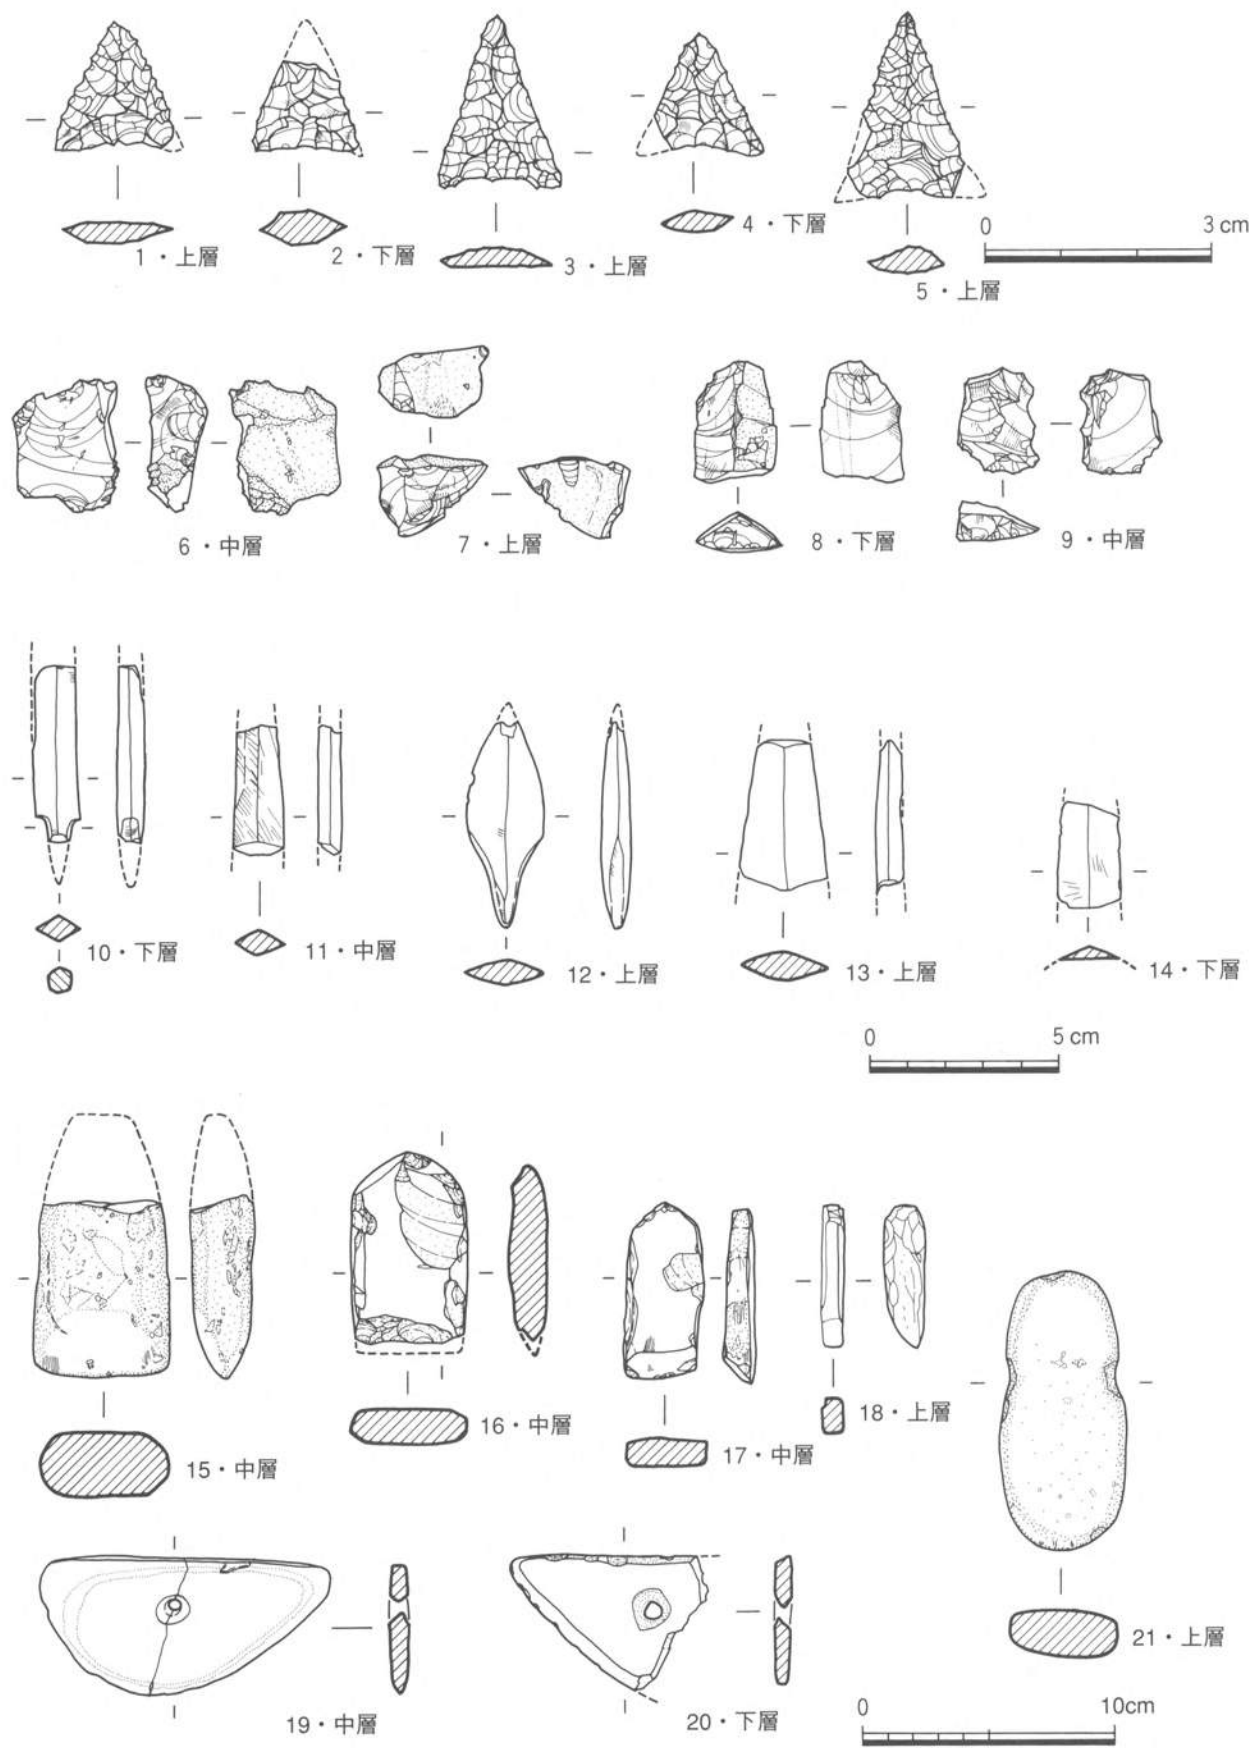 1・上層
2・下層
3・上層
4・下層
5・上層
0 3 cm
6・中層
7・上層
8・下層
9・中層
10・下層
11・中層
12・上層
13・上層
14・下層
0 5 cm
15・中層
16・中層
17・中層
18・上層
19・中層
20・下層
21・上層
0 10cm